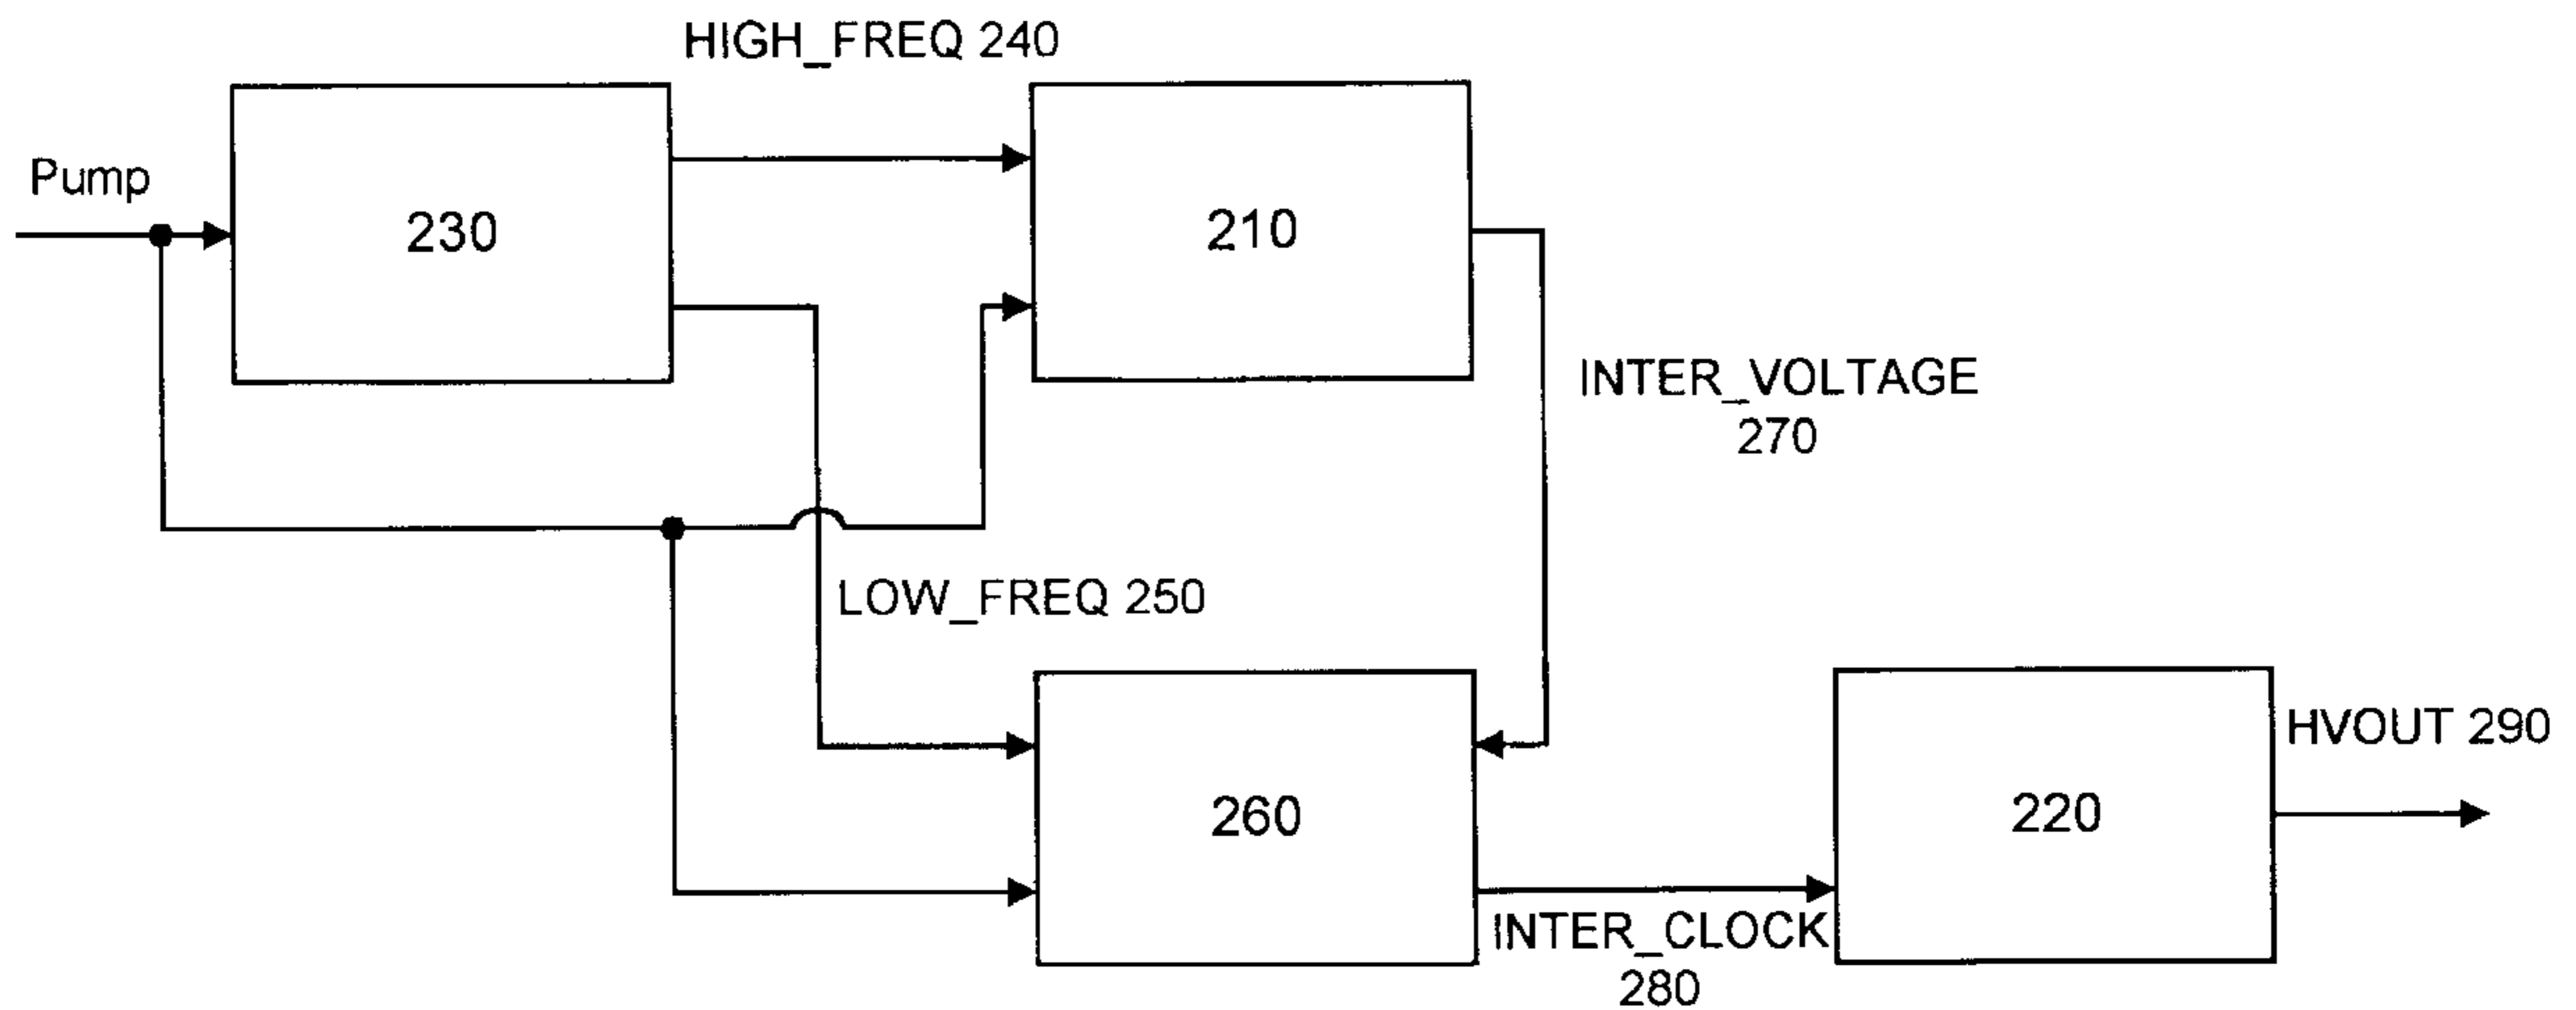 HIGH_FREQ 240
Pump
230
210
INTER_VOLTAGE
270
LOW_FREQ 250
260
220
HVOUT 290
INTER_CLOCK
280